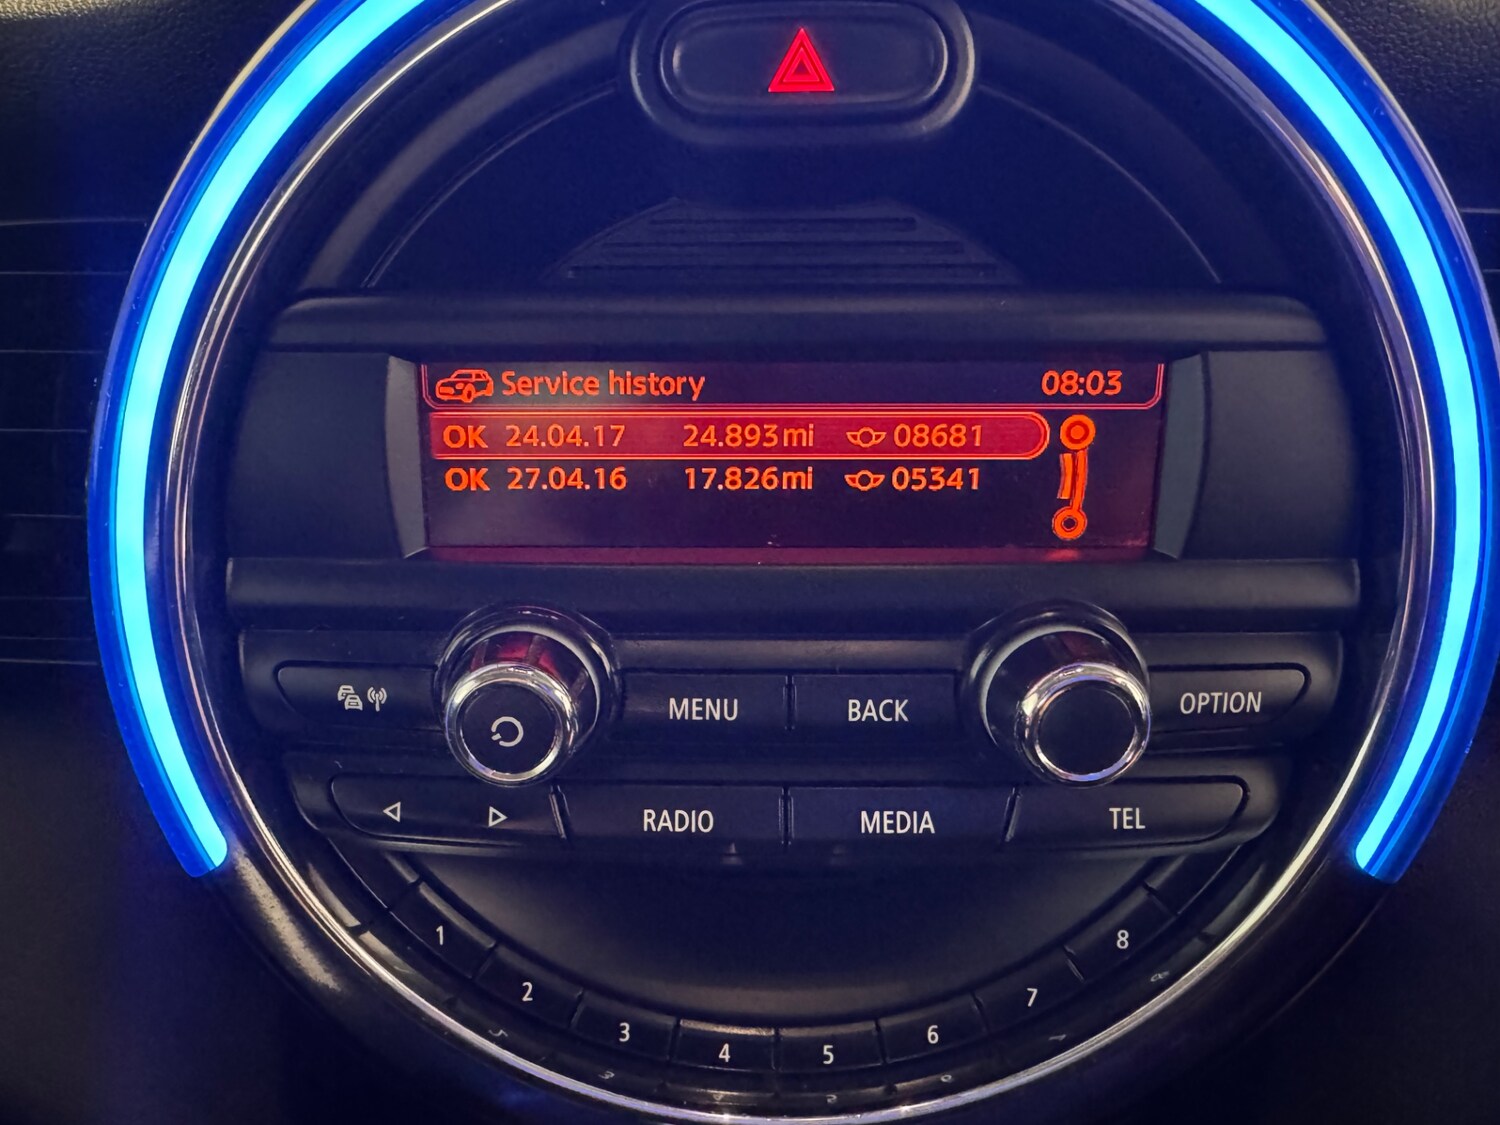 Service history 08:03
OK 24.04.17 24.893mi 08681
OK 27.04.16 17.826mi 05341
MENU BACK OPTION
RADIO MEDIA TEL
1 2 3 4 5 6 7 8